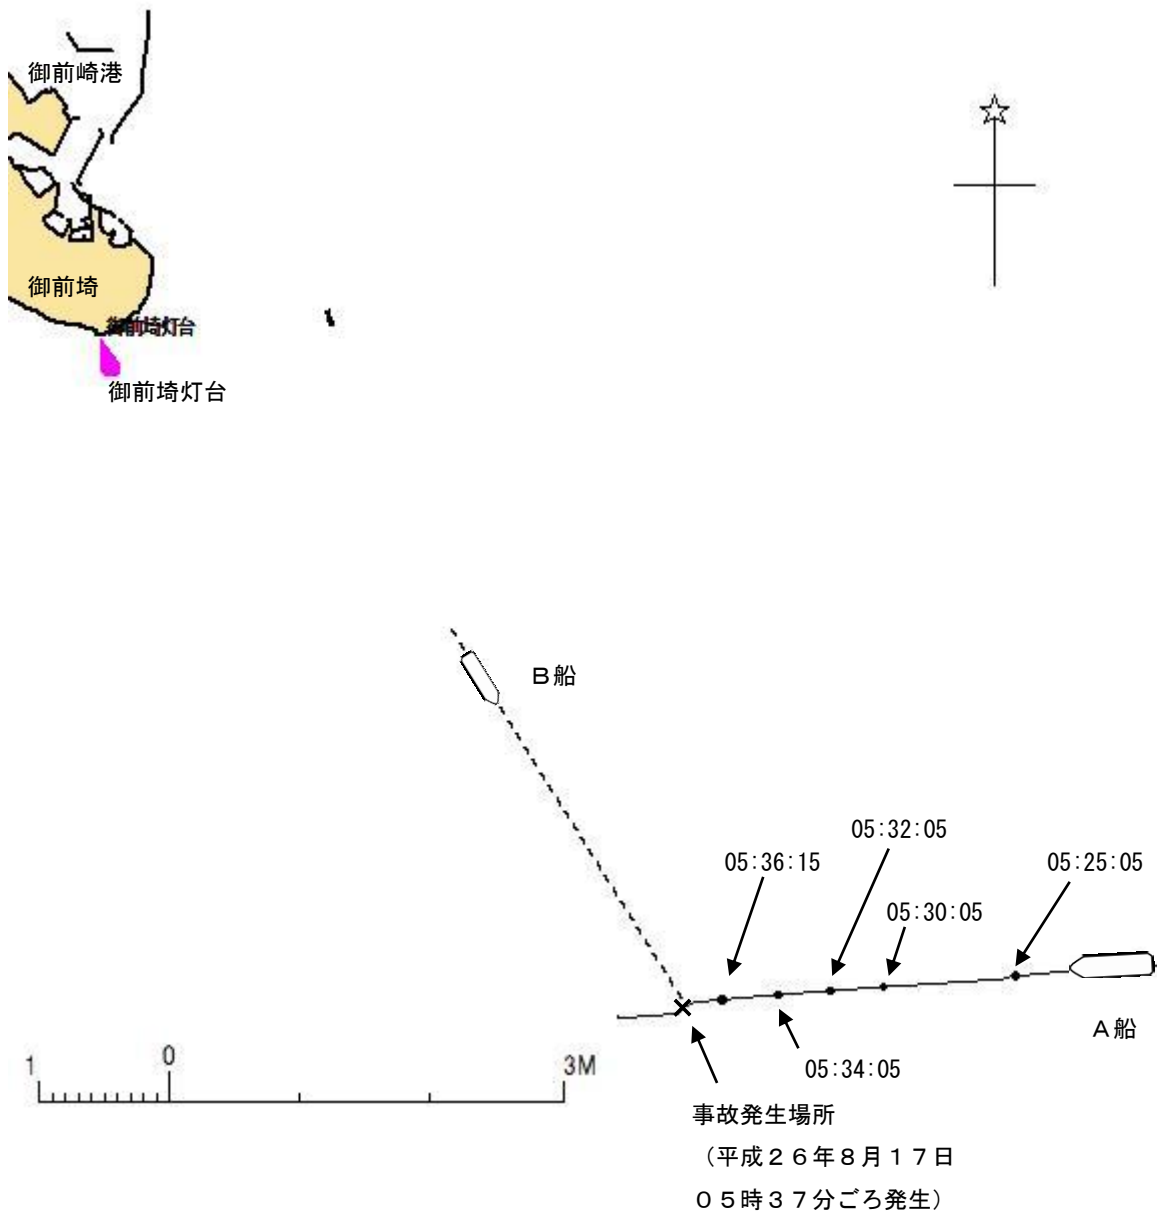 御前崎港
御前埼
御前埼灯台
御前埼灯台
B船
05:32:05
05:36:15
05:25:05
05:30:05
A船
05:34:05
1 0 3M
事故発生場所
（平成２６年８月１７日
０５時３７分ごろ発生）